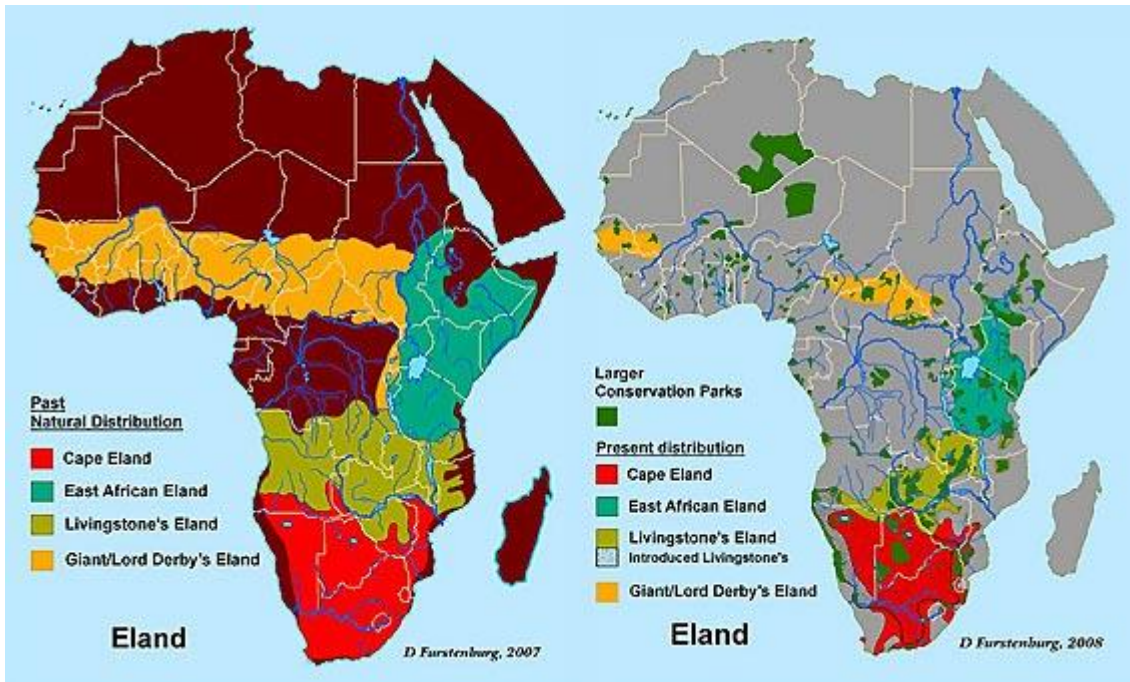 Past
Natural Distribution
Cape Eland
East African Eland
Livingstone's Eland
Giant/Lord Derby's Eland
Eland
D Furstenburg, 2007
Larger
Conservation Parks
Present distribution
Cape Eland
East African Eland
Livingstone's Eland
Introduced Livingstone's
Giant/Lord Derby's Eland
Eland
D Furstenburg, 2008